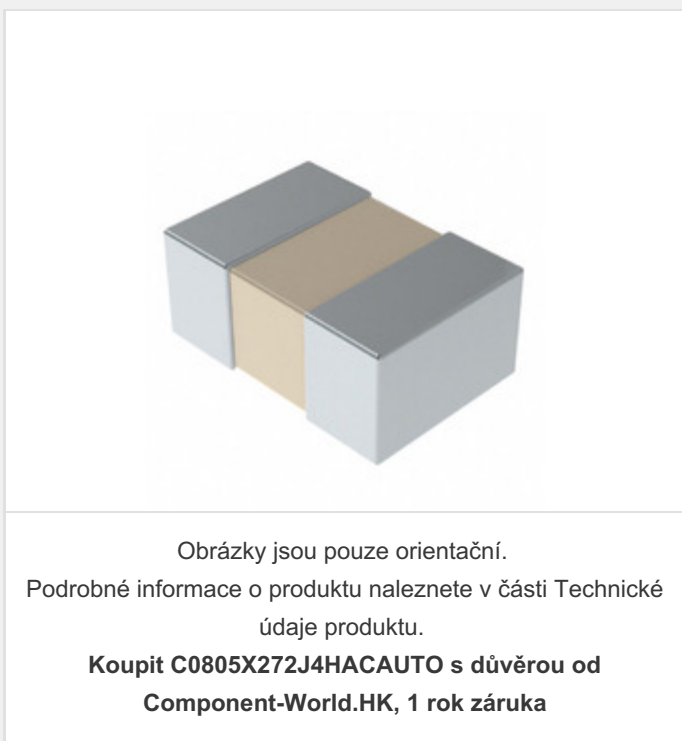 Obrázky jsou pouze orientační.
Podrobné informace o produktu naleznete v části Technické
údaje produktu.
Koupit C0805X272J4HACAUTO s důvěrou od
Component-World.HK, 1 rok záruka